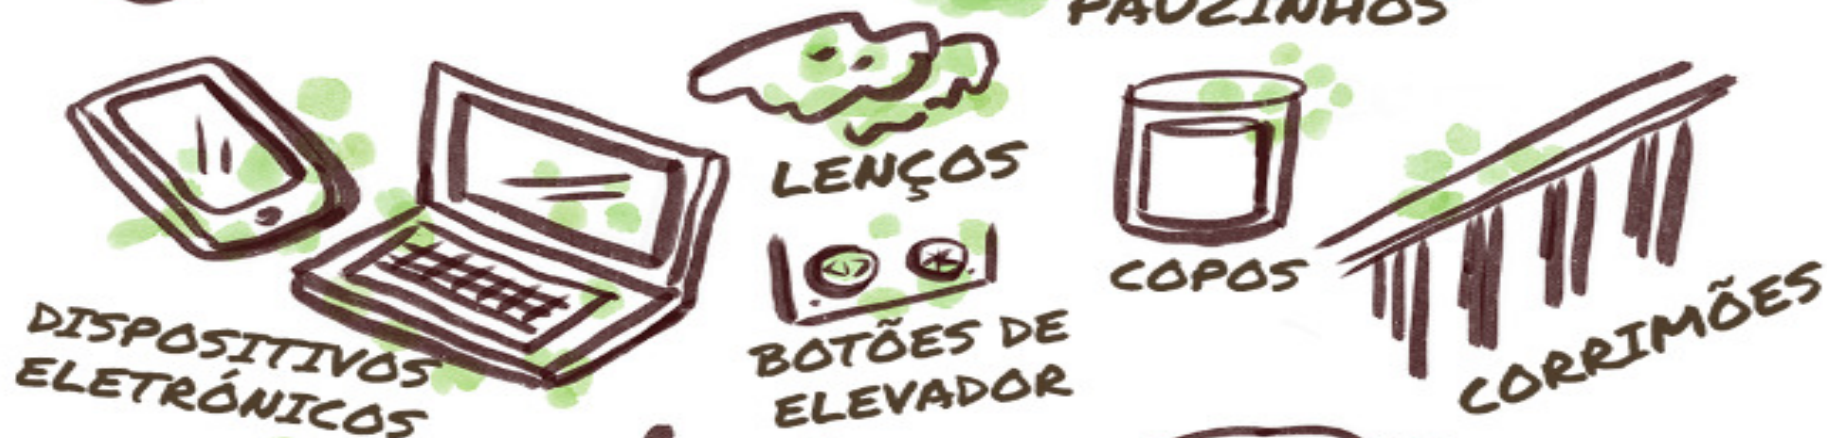 PAUZINHOS
LENÇOS
COPOS
DISPOSITIVOS
ELETRÓNICOS
BOTÕES DE
ELEVADOR
CORRIMÕES